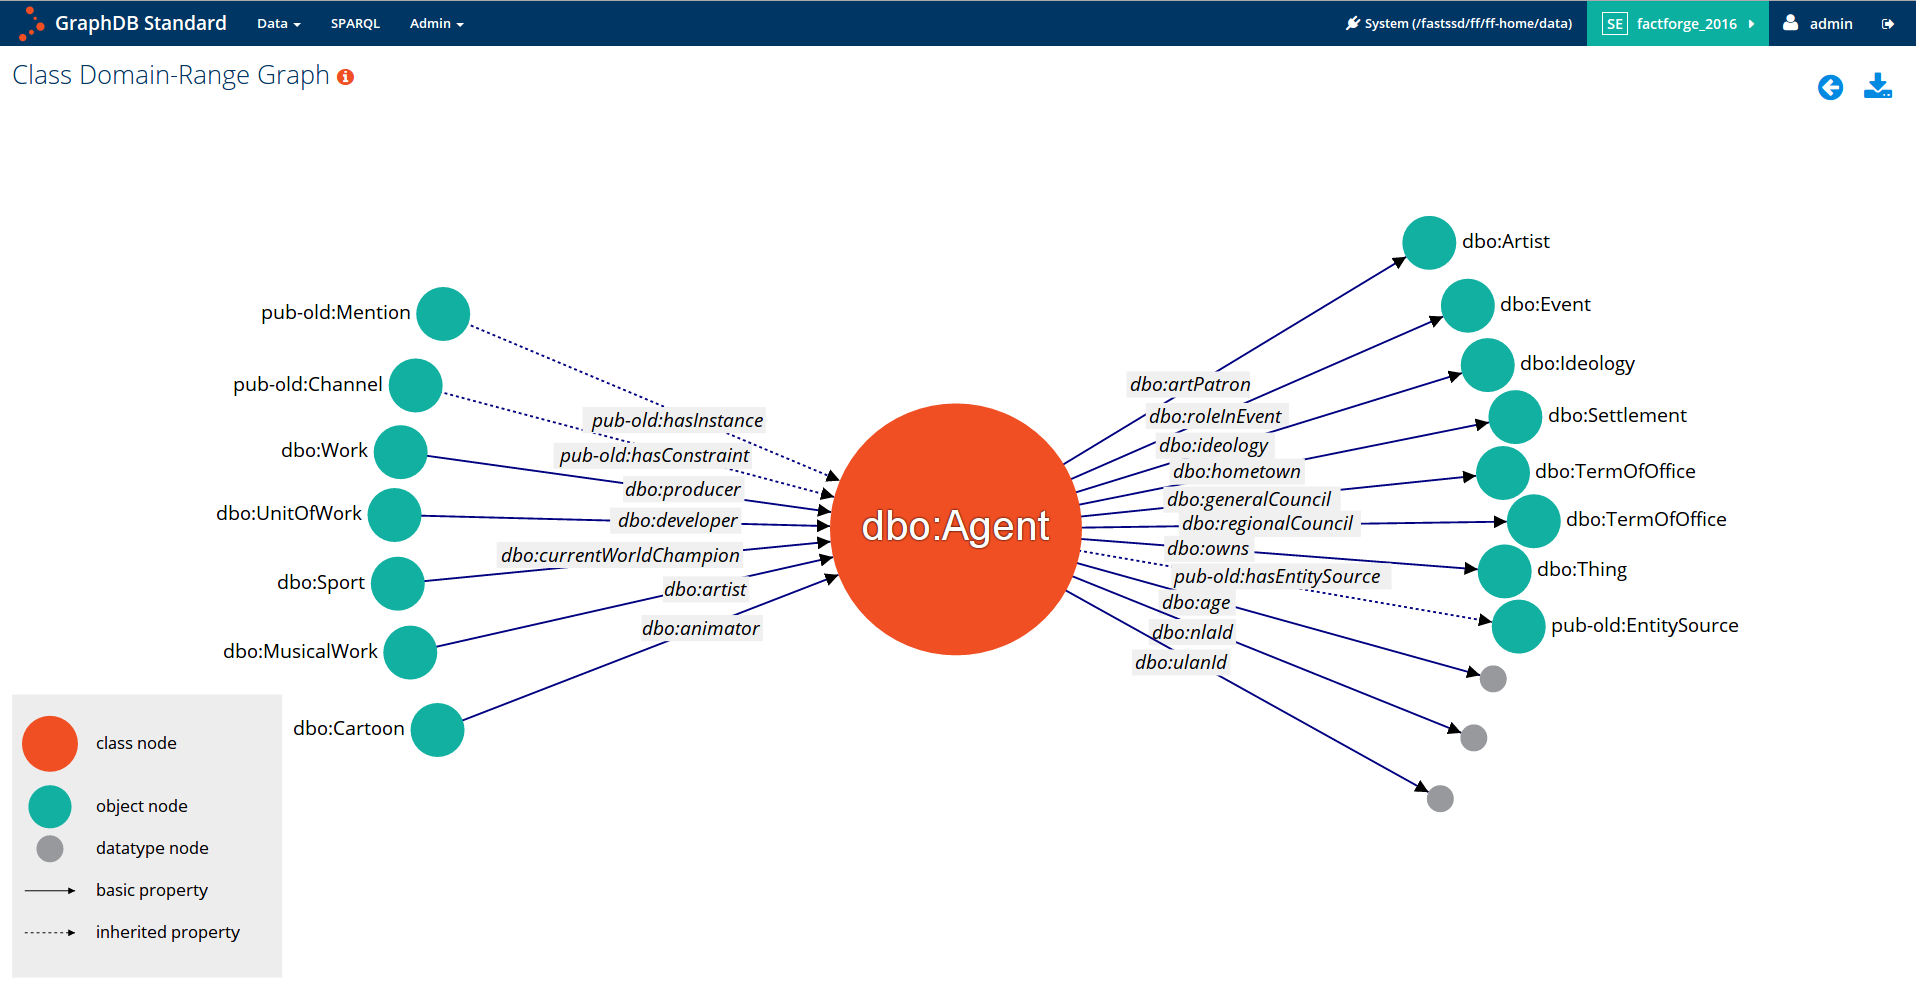 GraphDB Standard Data SPARQL Admin System (/fastssd/ff/ff-home/data) SE factforge_2016 admin
Class Domain-Range Graph
pub-old:Mention
pub-old:Channel
dbo:Work
dbo:UnitOfWork
dbo:Sport
dbo:MusicalWork
dbo:Cartoon
pub-old:hasInstance
pub-old:hasConstraint
dbo:producer
dbo:developer
dbo:currentWorldChampion
dbo:artist
dbo:animator
dbo:Agent
dbo:artPatron
dbo:roleInEvent
dbo:ideology
dbo:hometown
dbo:generalCouncil
dbo:regionalCouncil
dbo:owns
pub-old:hasEntitySource
dbo:age
dbo:nlaId
dbo:ulanId
dbo:Artist
dbo:Event
dbo:Ideology
dbo:Settlement
dbo:TermOfOffice
dbo:TermOfOffice
dbo:Thing
pub-old:EntitySource
class node
object node
datatype node
basic property
inherited property